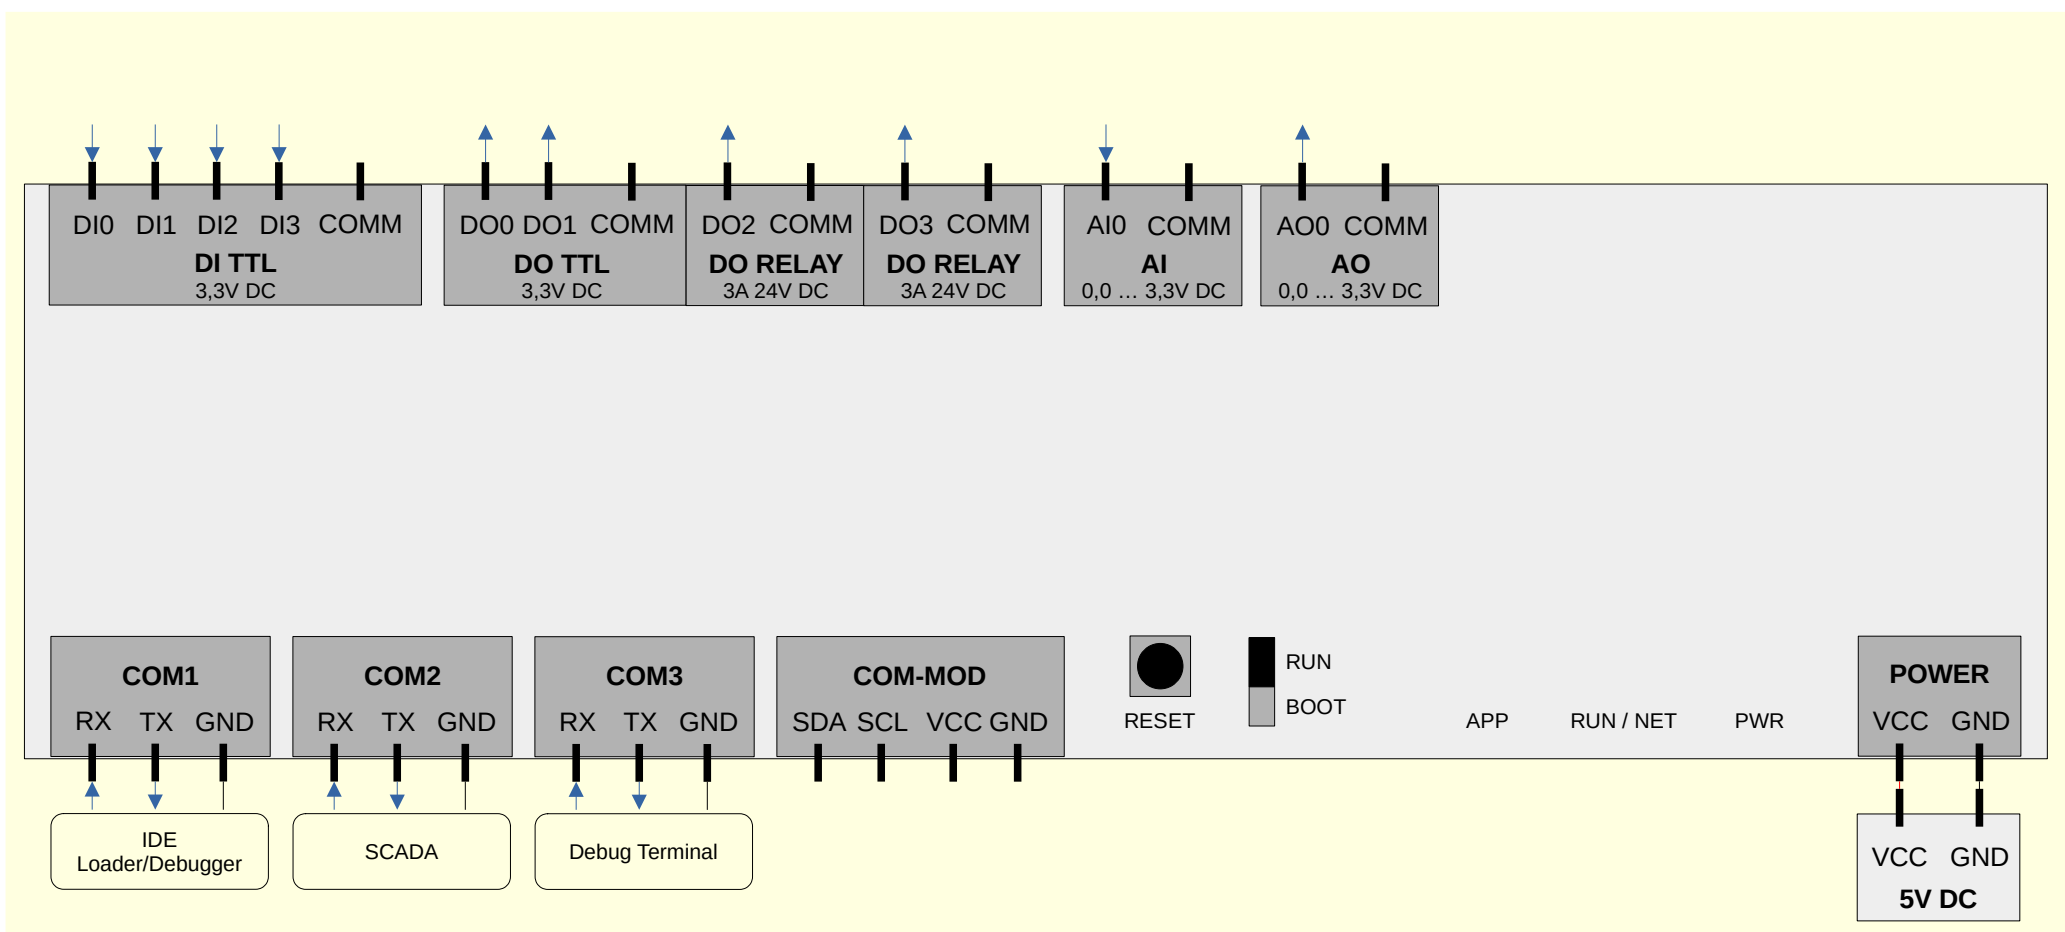 DI0 DI1 DI2 DI3 COMM
DI TTL
3,3V DC
DO0 DO1 COMM
DO TTL
3,3V DC
DO2 COMM
DO RELAY
3A 24V DC
DO3 COMM
DO RELAY
3A 24V DC
AI0 COMM
AI
0,0 … 3,3V DC
AO0 COMM
AO
0,0 … 3,3V DC
COM1
RX TX GND
IDE
Loader/Debugger
COM2
RX TX GND
SCADA
COM3
RX TX GND
Debug Terminal
COM-MOD
SDA SCL VCC GND
RESET
RUN
BOOT
APP
RUN / NET
PWR
POWER
VCC GND
VCC GND
5V DC